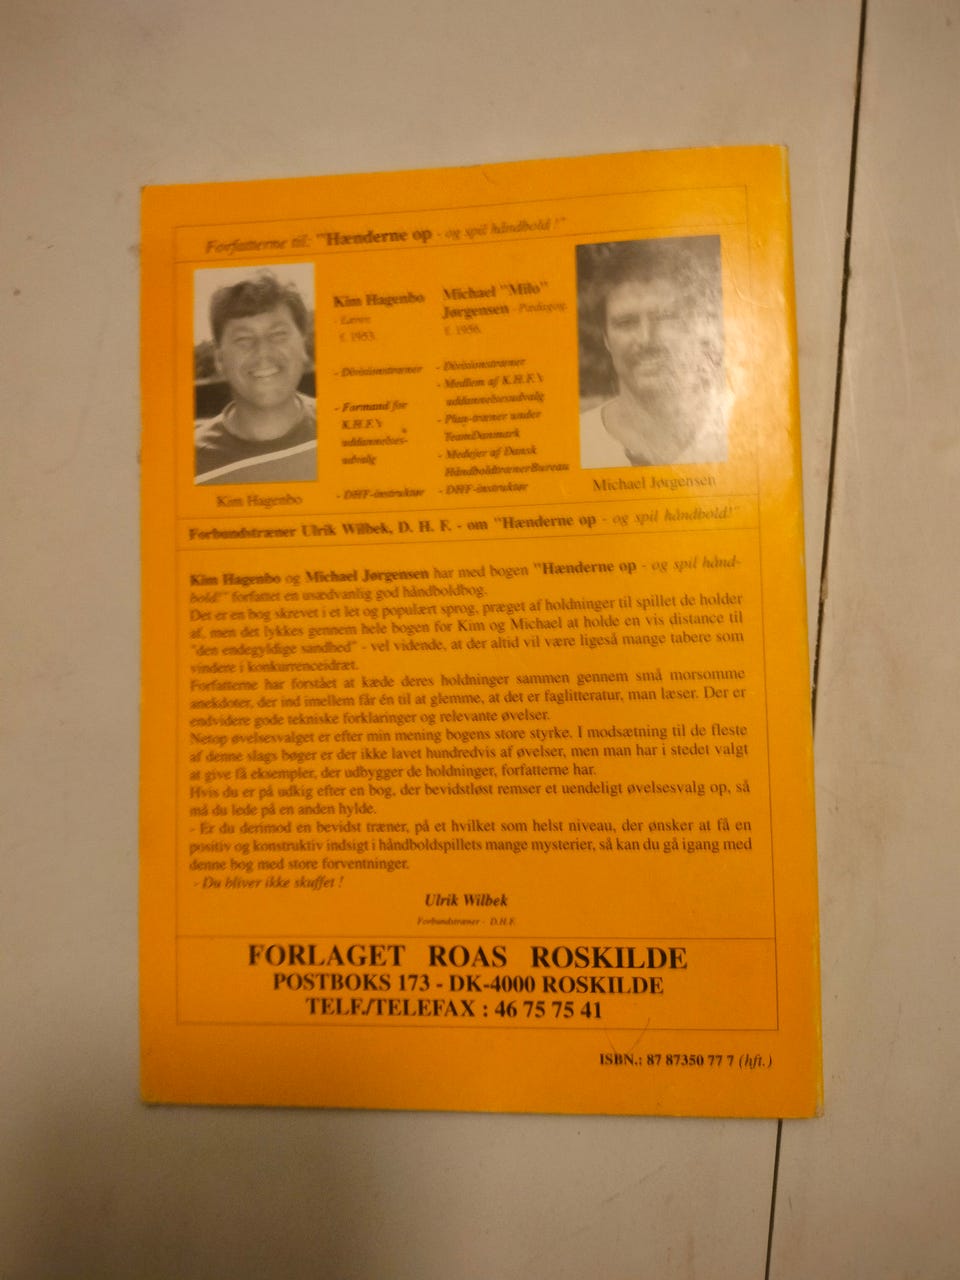 Forfatterne til: "Hænderne op - og spil håndbold!"
Kim Hagenbo
- Lærer
f. 1953.
- Divisionstræner
- Formand for
K.H.F.'s
uddannelses-
udvalg
- DHF-instruktør
Michael "Milo"
Jørgensen - Pædagog
f. 1956.
- Divisionstræner
- Medlem af K.H.F.'s
uddannelsesudvalg
- Plan-træner under
TeamDanmark
- Medejer af Dansk
HåndboldtrænerBureau
- DHF-instruktør
Kim Hagenbo
Michael Jørgensen
Forbundstræner Ulrik Wilbek, D. H. F. - om "Hænderne op - og spil håndbold!"
Kim Hagenbo og Michael Jørgensen har med bogen "Hænderne op - og spil hånd-
bold!" forfattet en usædvanlig god håndboldbog.
Det er en bog skrevet i et let og populært sprog, præget af holdninger til spillet de holder
af, men det lykkes gennem hele bogen for Kim og Michael at holde en vis distance til
"den endegyldige sandhed" - vel vidende, at der altid vil være ligeså mange tabere som
vindere i konkurrenceidræt.
Forfatterne har forstået at kæde deres holdninger sammen gennem små morsomme
anekdoter, der ind imellem får én til at glemme, at det er faglitteratur, man læser. Der er
endvidere gode tekniske forklaringer og relevante øvelser.
Netop øvelsesvalget er efter min mening bogens store styrke. I modsætning til de fleste
af denne slags bøger er der ikke lavet hundredvis af øvelser, men man har i stedet valgt
at give få eksempler, der udbygger de holdninger, forfatterne har.
Hvis du er på udkig efter en bog, der bevidstløst remser et uendeligt øvelsesvalg op, så
må du lede på en anden hylde.
- Er du derimod en bevidst træner, på et hvilket som helst niveau, der ønsker at få en
positiv og konstruktiv indsigt i håndboldspillets mange mysterier, så kan du gå igang med
denne bog med store forventninger.
- Du bliver ikke skuffet !
Ulrik Wilbek
Forbundstræner - D.H.F.
FORLAGET ROAS ROSKILDE
POSTBOKS 173 - DK-4000 ROSKILDE
TELF./TELEFAX : 46 75 75 41
ISBN.: 87 87350 77 7 (hft.)